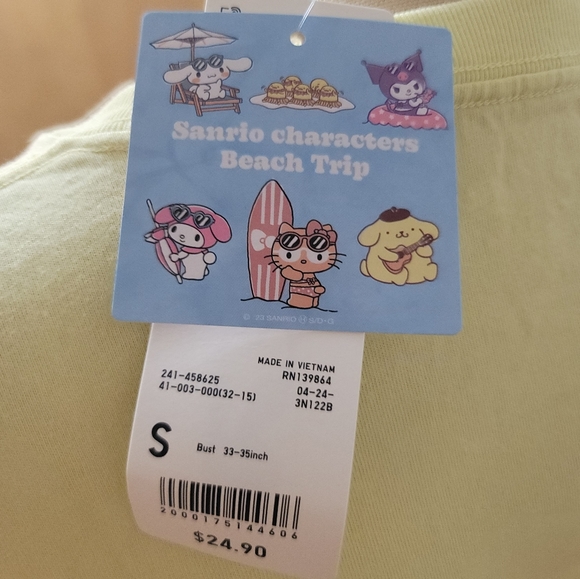 Sanrio characters
Beach Trip
MADE IN VIETNAM
241-458625 RN139864
41-003-000(32-15) 04-24-
3N122B
S Bust 33-35inch
2000175144606
$24.90